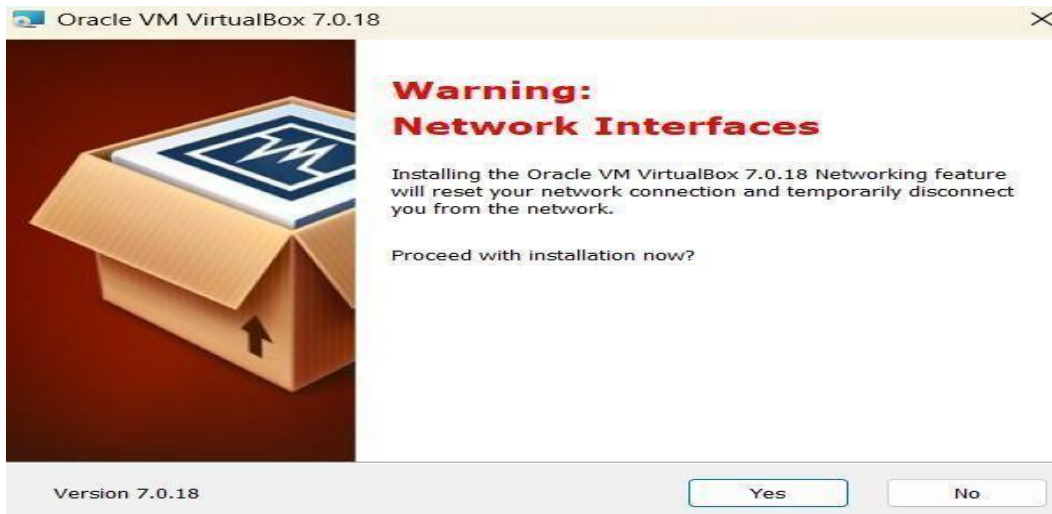 Oracle VM VirtualBox 7.0.18
Warning:
Network Interfaces
Installing the Oracle VM VirtualBox 7.0.18 Networking feature
will reset your network connection and temporarily disconnect
you from the network.
Proceed with installation now?
Version 7.0.18
Yes
No